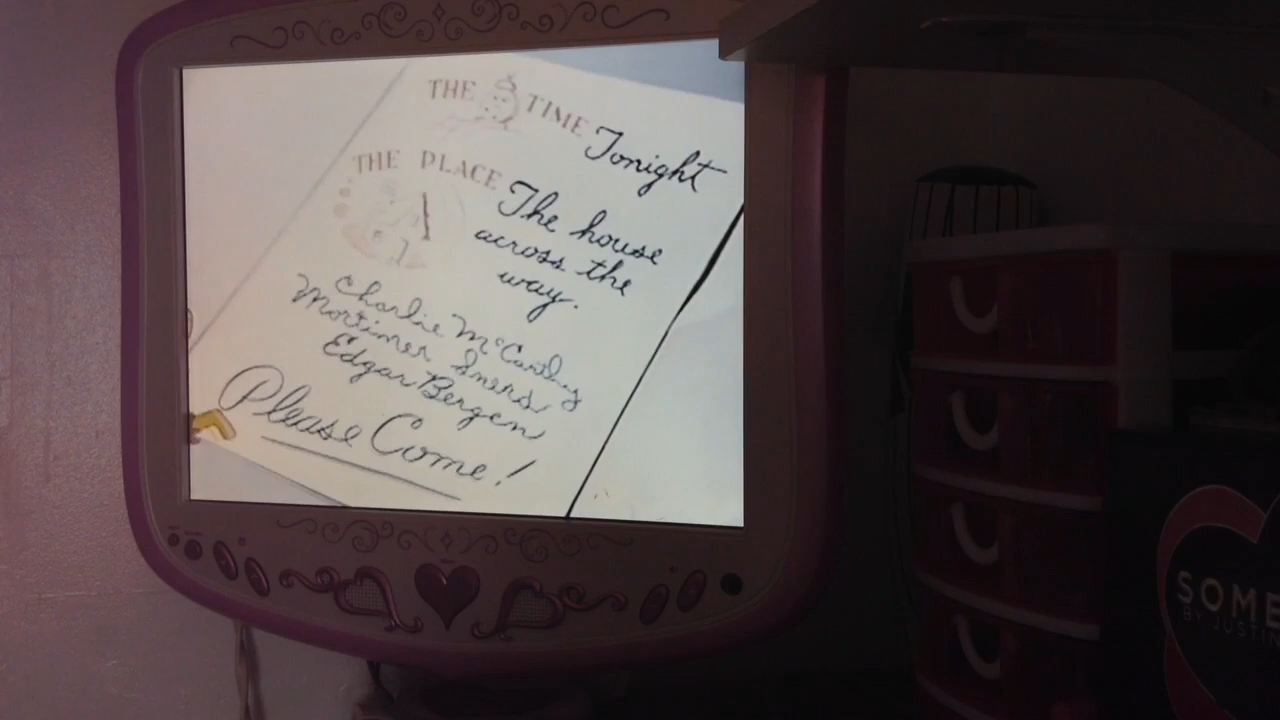 THE TIME Tonight
THE PLACE The house
across the
way.
Charlie McCarthy
Mortimer Snerd
Edgar Bergen
Please Come!
SOME
BY JUSTIN